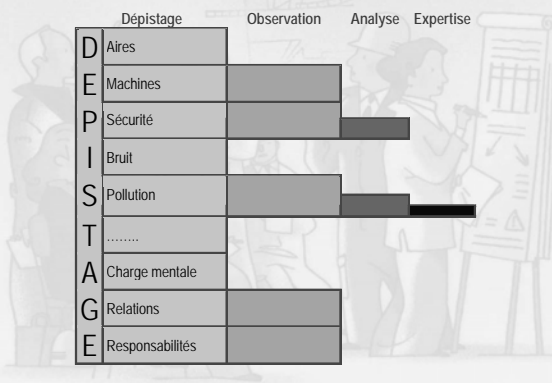 Dépistage Observation Analyse Expertise
D Aires
E Machines
P Sécurité
I Bruit
S Pollution
T ........
A Charge mentale
G Relations
E Responsabilités